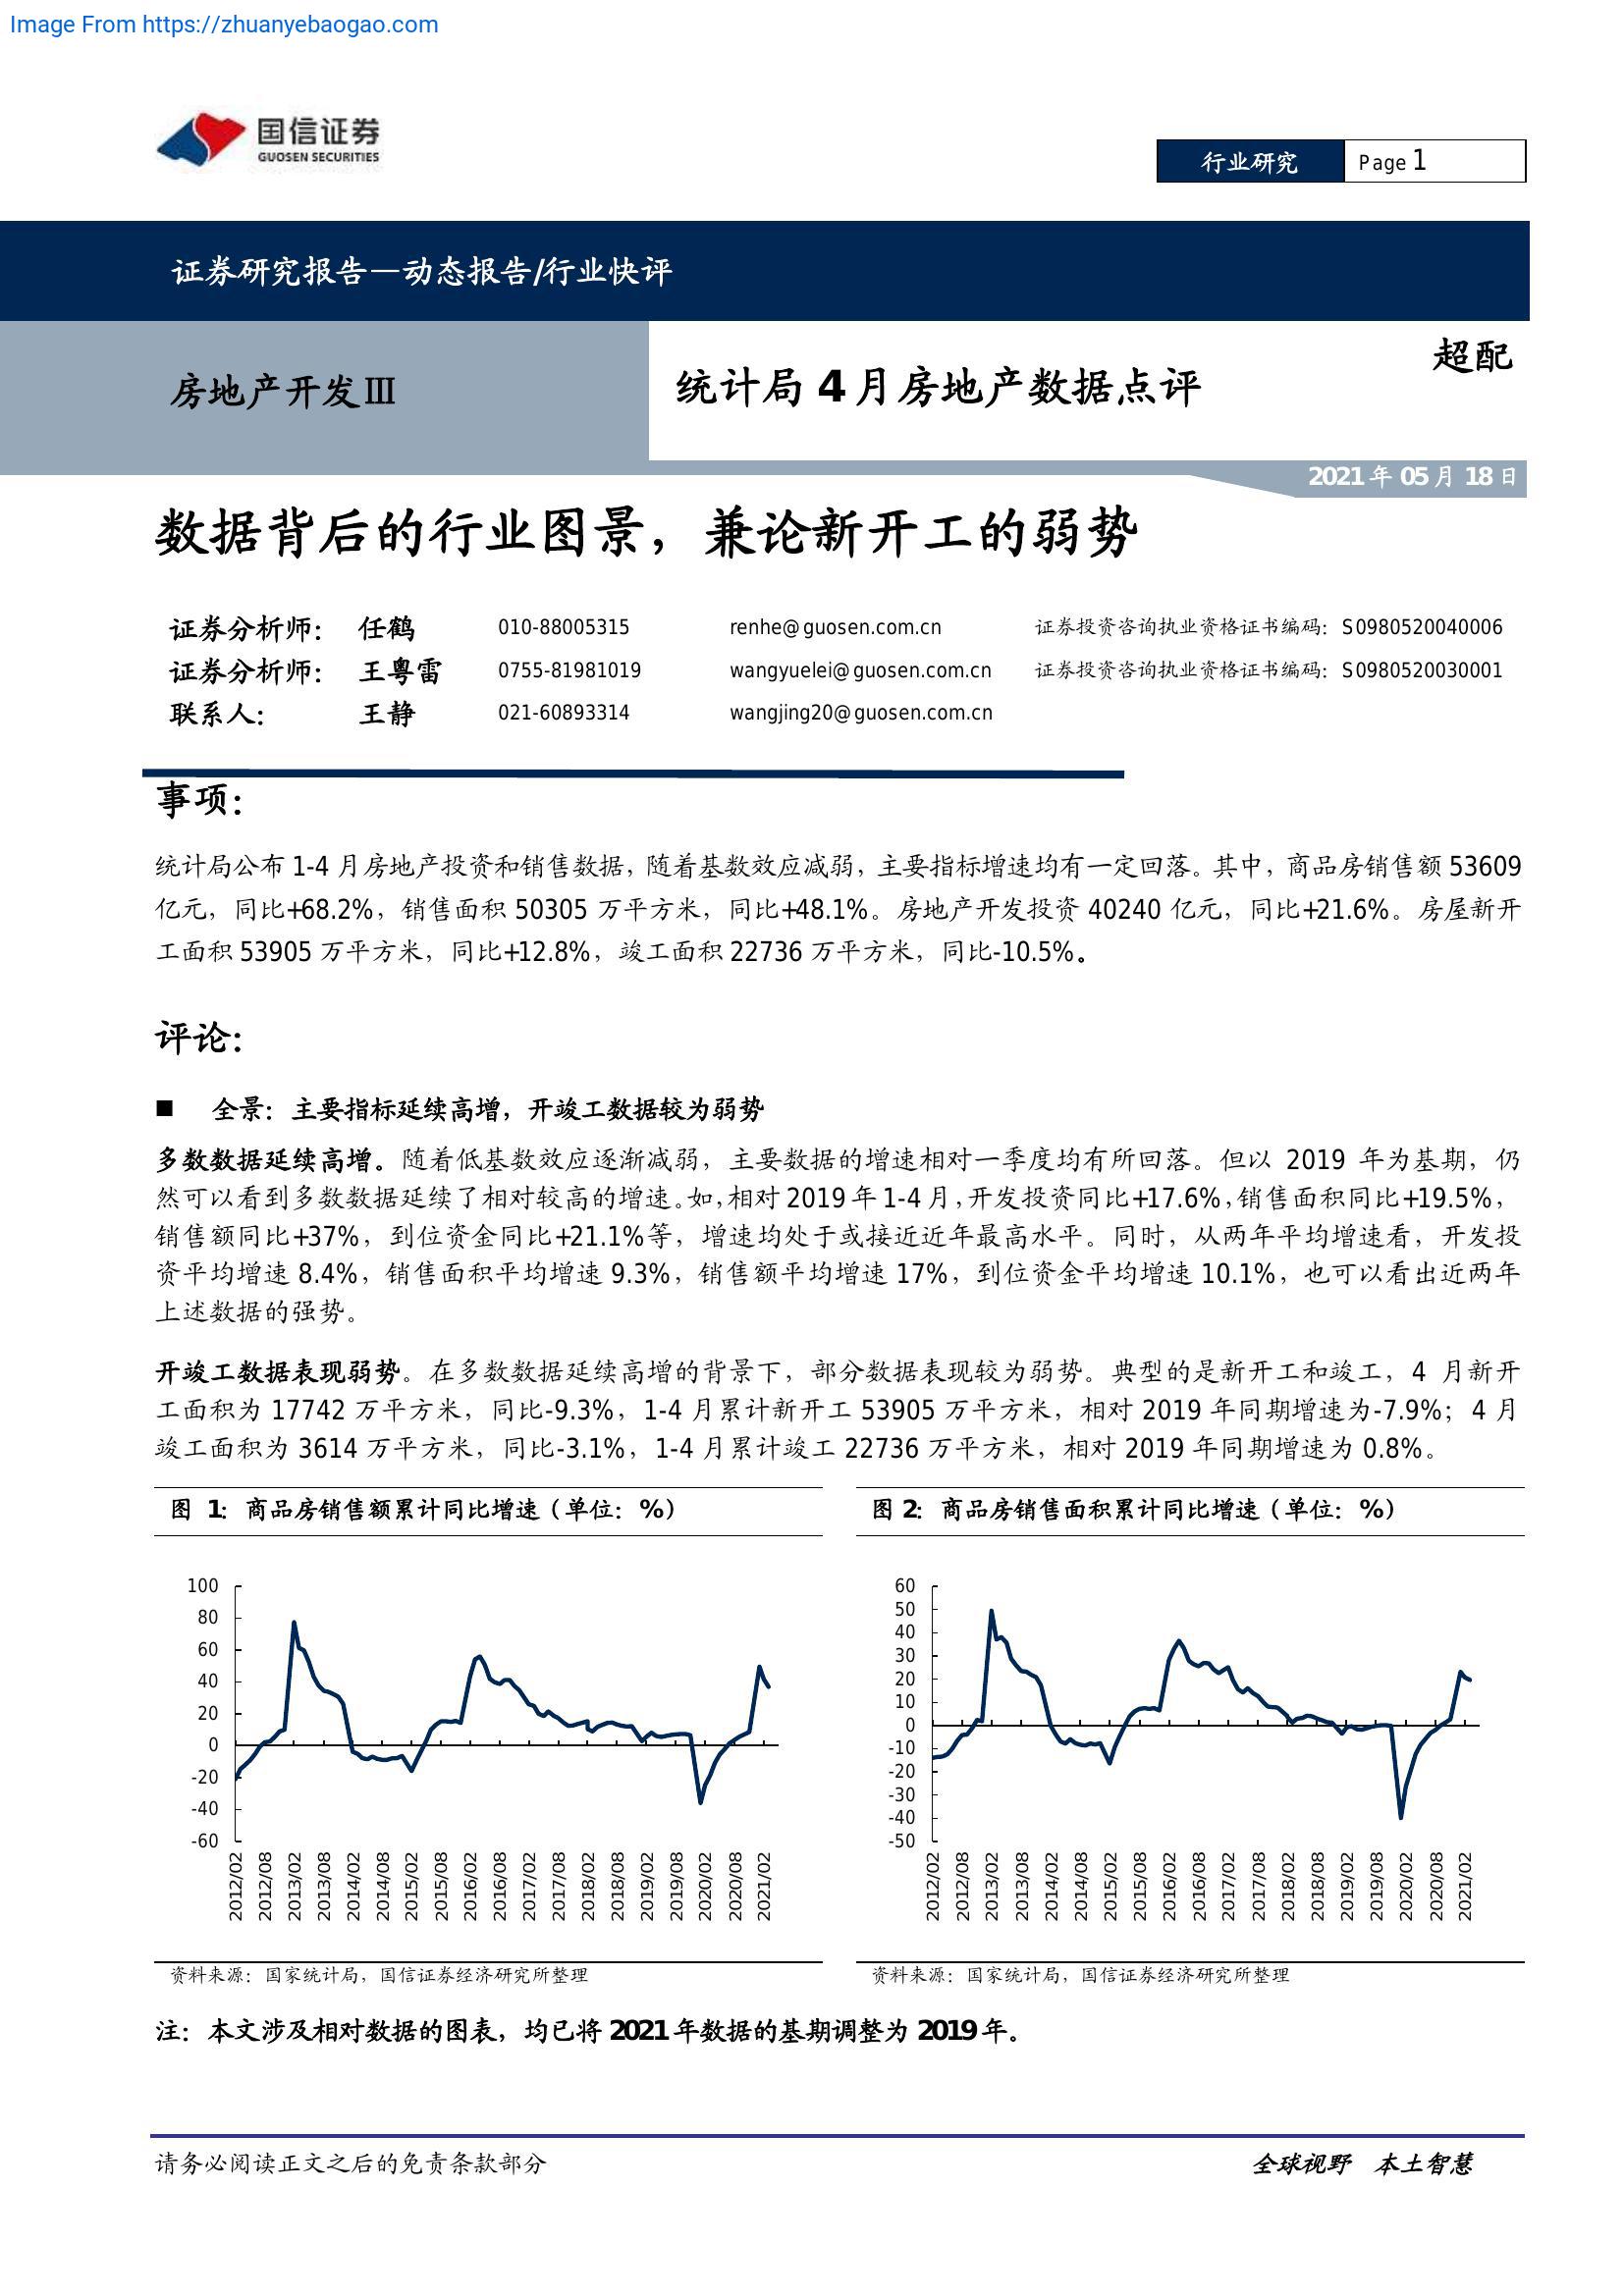 Image From https://zhuanyebaogao.com
国信证券
GUOSEN SECURITIES
行业研究
Page 1
证券研究报告—动态报告/行业快评
房地产开发Ⅲ
统计局 4 月房地产数据点评
超配
2021 年 05 月 18 日
数据背后的行业图景，兼论新开工的弱势
证券分析师： 任鹤 010-88005315 renhe@guosen.com.cn 证券投资咨询执业资格证书编码：S0980520040006
证券分析师： 王粤雷 0755-81981019 wangyuelei@guosen.com.cn 证券投资咨询执业资格证书编码：S0980520030001
联系人： 王静 021-60893314 wangjing20@guosen.com.cn
事项：
统计局公布 1-4 月房地产投资和销售数据，随着基数效应减弱，主要指标增速均有一定回落。其中，商品房销售额 53609
亿元，同比+68.2%，销售面积 50305 万平方米，同比+48.1%。房地产开发投资 40240 亿元，同比+21.6%。房屋新开
工面积 53905 万平方米，同比+12.8%，竣工面积 22736 万平方米，同比-10.5%。
评论：
■ 全景：主要指标延续高增，开竣工数据较为弱势
多数数据延续高增。随着低基数效应逐渐减弱，主要数据的增速相对一季度均有所回落。但以 2019 年为基期，仍
然可以看到多数数据延续了相对较高的增速。如，相对 2019 年 1-4 月，开发投资同比+17.6%，销售面积同比+19.5%，
销售额同比+37%，到位资金同比+21.1%等，增速均处于或接近近年最高水平。同时，从两年平均增速看，开发投
资平均增速 8.4%，销售面积平均增速 9.3%，销售额平均增速 17%，到位资金平均增速 10.1%，也可以看出近两年
上述数据的强势。
开竣工数据表现弱势。在多数数据延续高增的背景下，部分数据表现较为弱势。典型的是新开工和竣工，4 月新开
工面积为 17742 万平方米，同比-9.3%，1-4 月累计新开工 53905 万平方米，相对 2019 年同期增速为-7.9%；4 月
竣工面积为 3614 万平方米，同比-3.1%，1-4 月累计竣工 22736 万平方米，相对 2019 年同期增速为 0.8%。
图 1：商品房销售额累计同比增速（单位：%）
100
80
60
40
20
0
-20
-40
-60
2012/02 2012/08 2013/02 2013/08 2014/02 2014/08 2015/02 2015/08 2016/02 2016/08 2017/02 2017/08 2018/02 2018/08 2019/02 2019/08 2020/02 2020/08 2021/02
资料来源：国家统计局，国信证券经济研究所整理
图 2：商品房销售面积累计同比增速（单位：%）
60
50
40
30
20
10
0
-10
-20
-30
-40
-50
2012/02 2012/08 2013/02 2013/08 2014/02 2014/08 2015/02 2015/08 2016/02 2016/08 2017/02 2017/08 2018/02 2018/08 2019/02 2019/08 2020/02 2020/08 2021/02
资料来源：国家统计局，国信证券经济研究所整理
注：本文涉及相对数据的图表，均已将 2021 年数据的基期调整为 2019 年。
请务必阅读正文之后的免责条款部分
全球视野 本土智慧